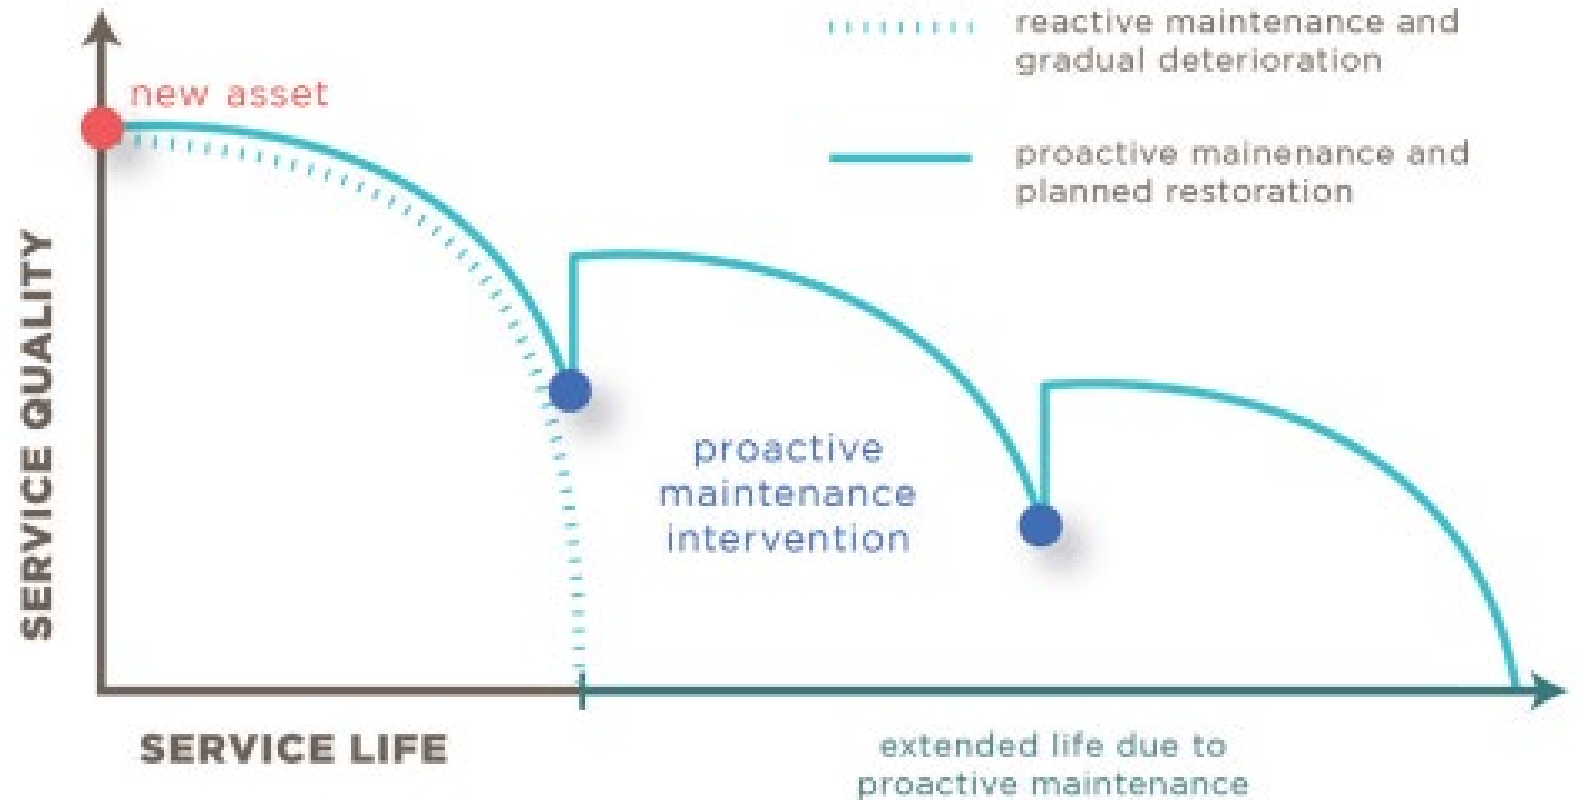 reactive maintenance and
gradual deterioration
new asset
proactive mainenance and
planned restoration
SERVICE QUALITY
proactive
maintenance
intervention
SERVICE LIFE
extended life due to
proactive maintenance